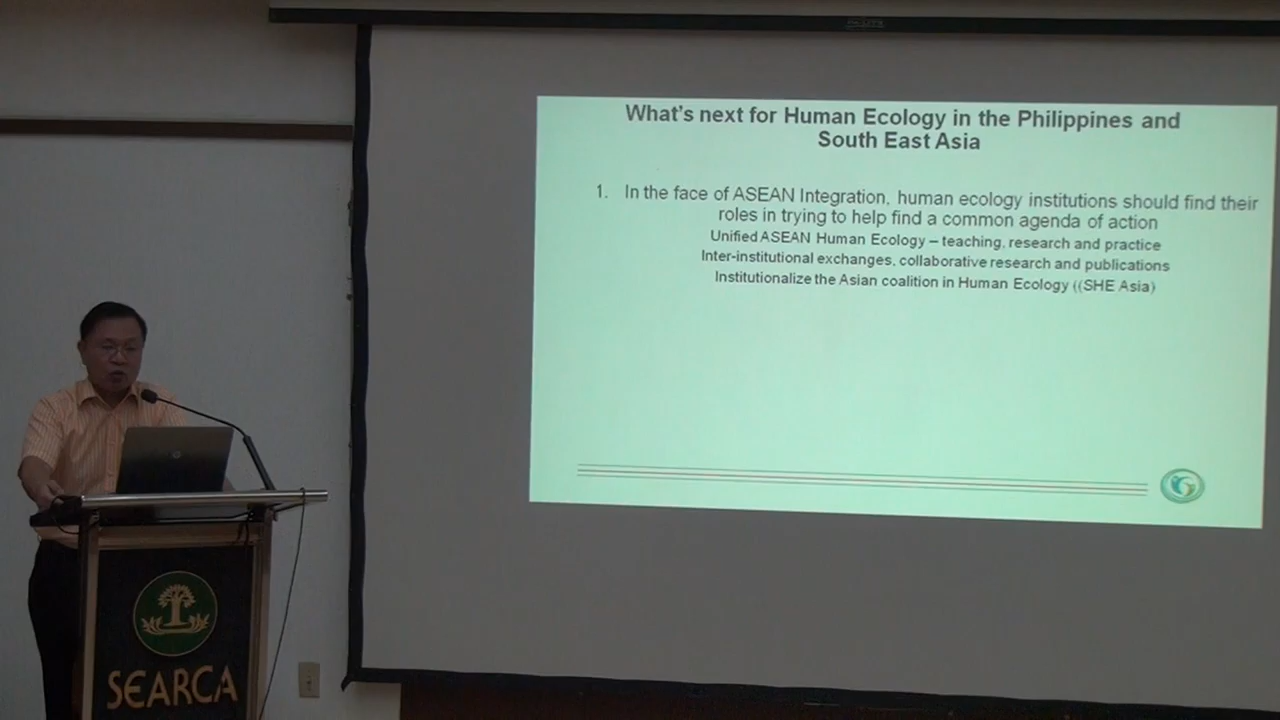 What's next for Human Ecology in the Philippines and
South East Asia
1. In the face of ASEAN Integration, human ecology institutions should find their
roles in trying to help find a common agenda of action
Unified ASEAN Human Ecology – teaching, research and practice
Inter-institutional exchanges, collaborative research and publications
Institutionalize the Asian coalition in Human Ecology ((SHE Asia)
SEARCA